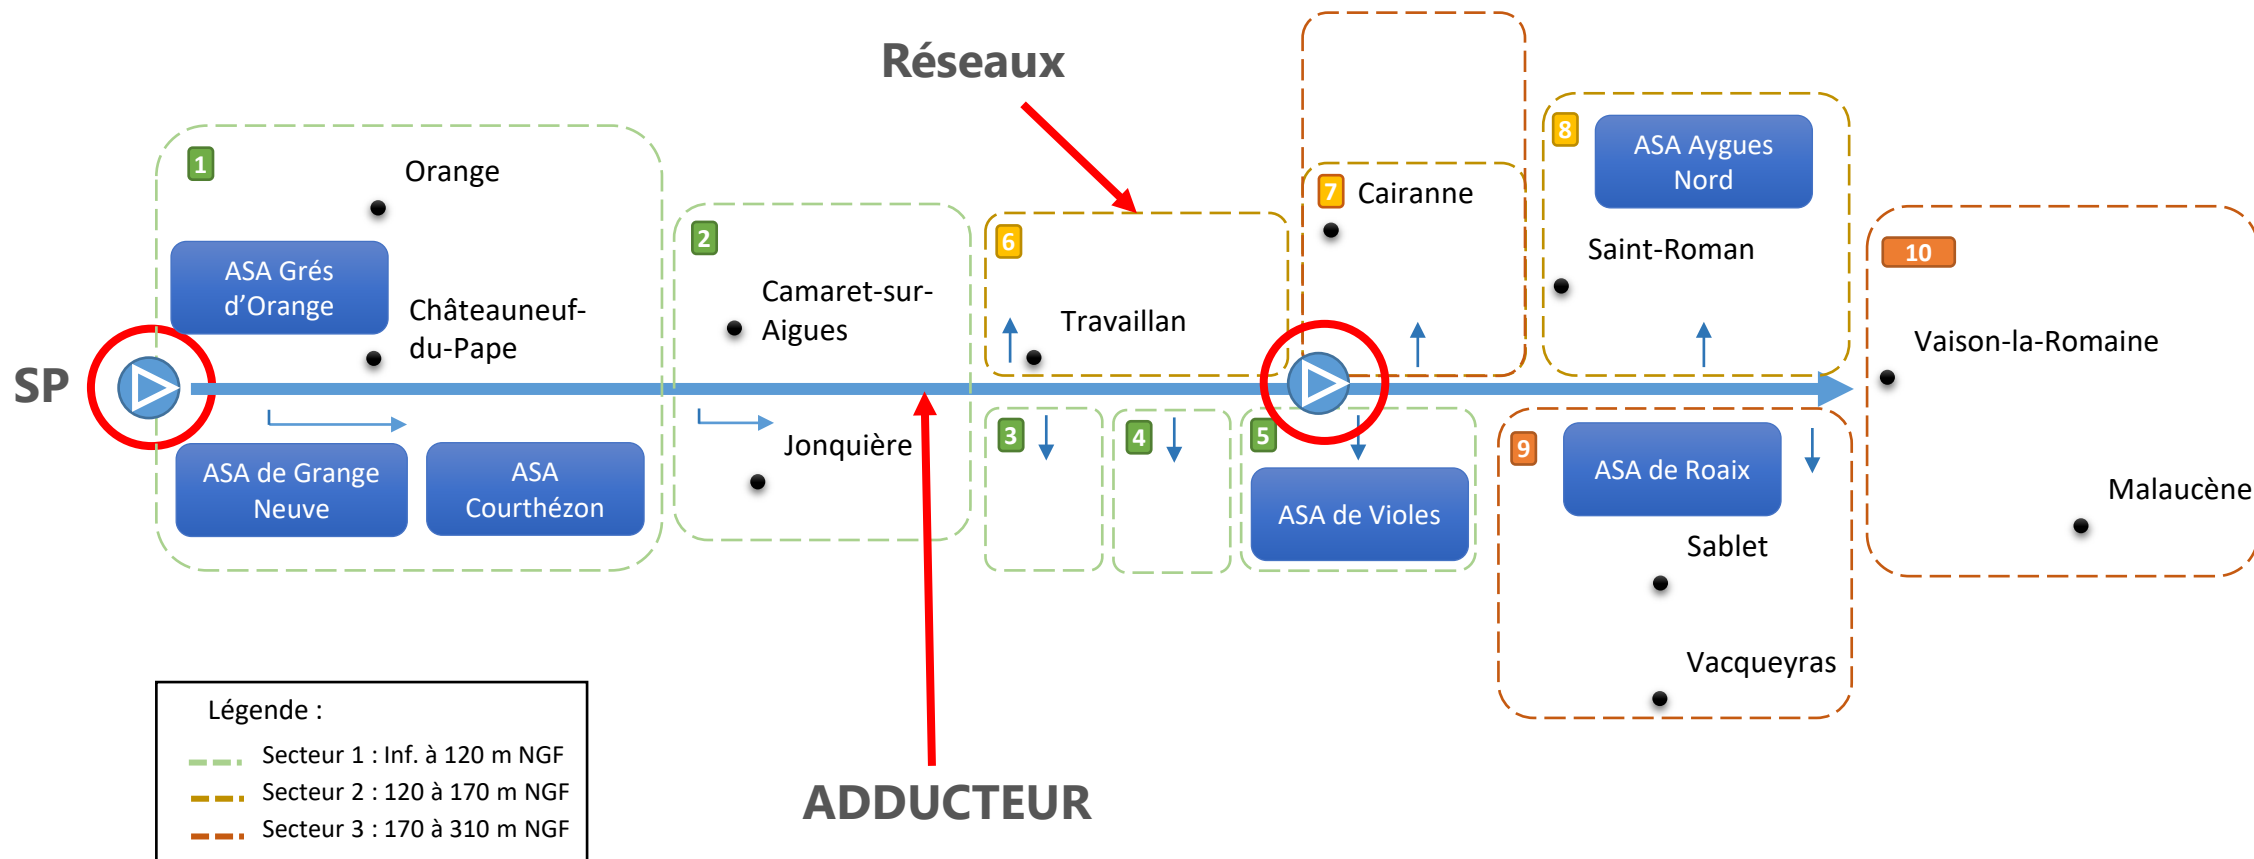 Réseaux
1
Orange
ASA Grés
d’Orange
Châteauneuf-
du-Pape
SP
ASA de Grange
Neuve
ASA
Courthézon
2
Camaret-sur-
Aigues
Jonquière
6
Travaillan
3
4
5
ASA de Violes
7
Cairanne
8
ASA Aygues
Nord
Saint-Roman
9
ASA de Roaix
Sablet
Vacqueyras
10
Vaison-la-Romaine
Malaucène
ADDUCTEUR
Légende :
Secteur 1 : Inf. à 120 m NGF
Secteur 2 : 120 à 170 m NGF
Secteur 3 : 170 à 310 m NGF